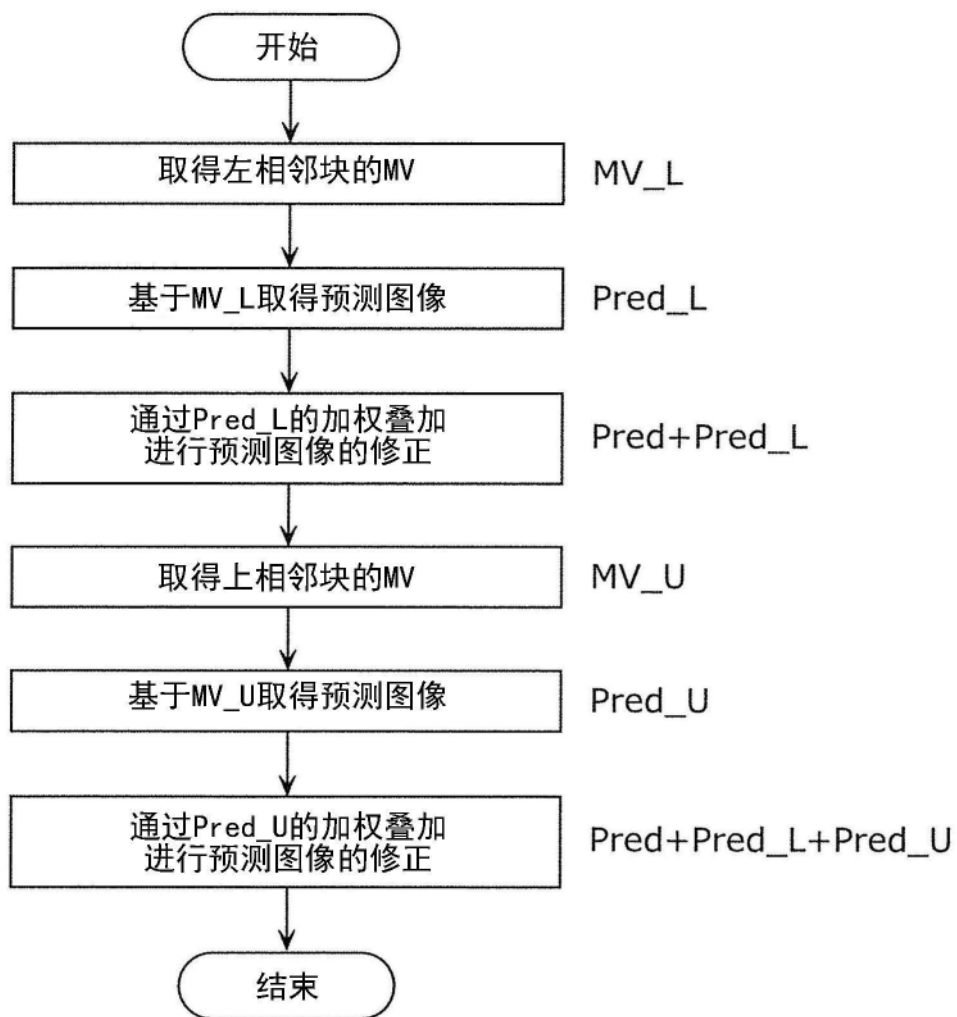 开始
取得左相邻块的MV
MV_L
基于MV_L取得预测图像
Pred_L
通过Pred_L的加权叠加
进行预测图像的修正
Pred+Pred_L
取得上相邻块的MV
MV_U
基于MV_U取得预测图像
Pred_U
通过Pred_U的加权叠加
进行预测图像的修正
Pred+Pred_L+Pred_U
结束